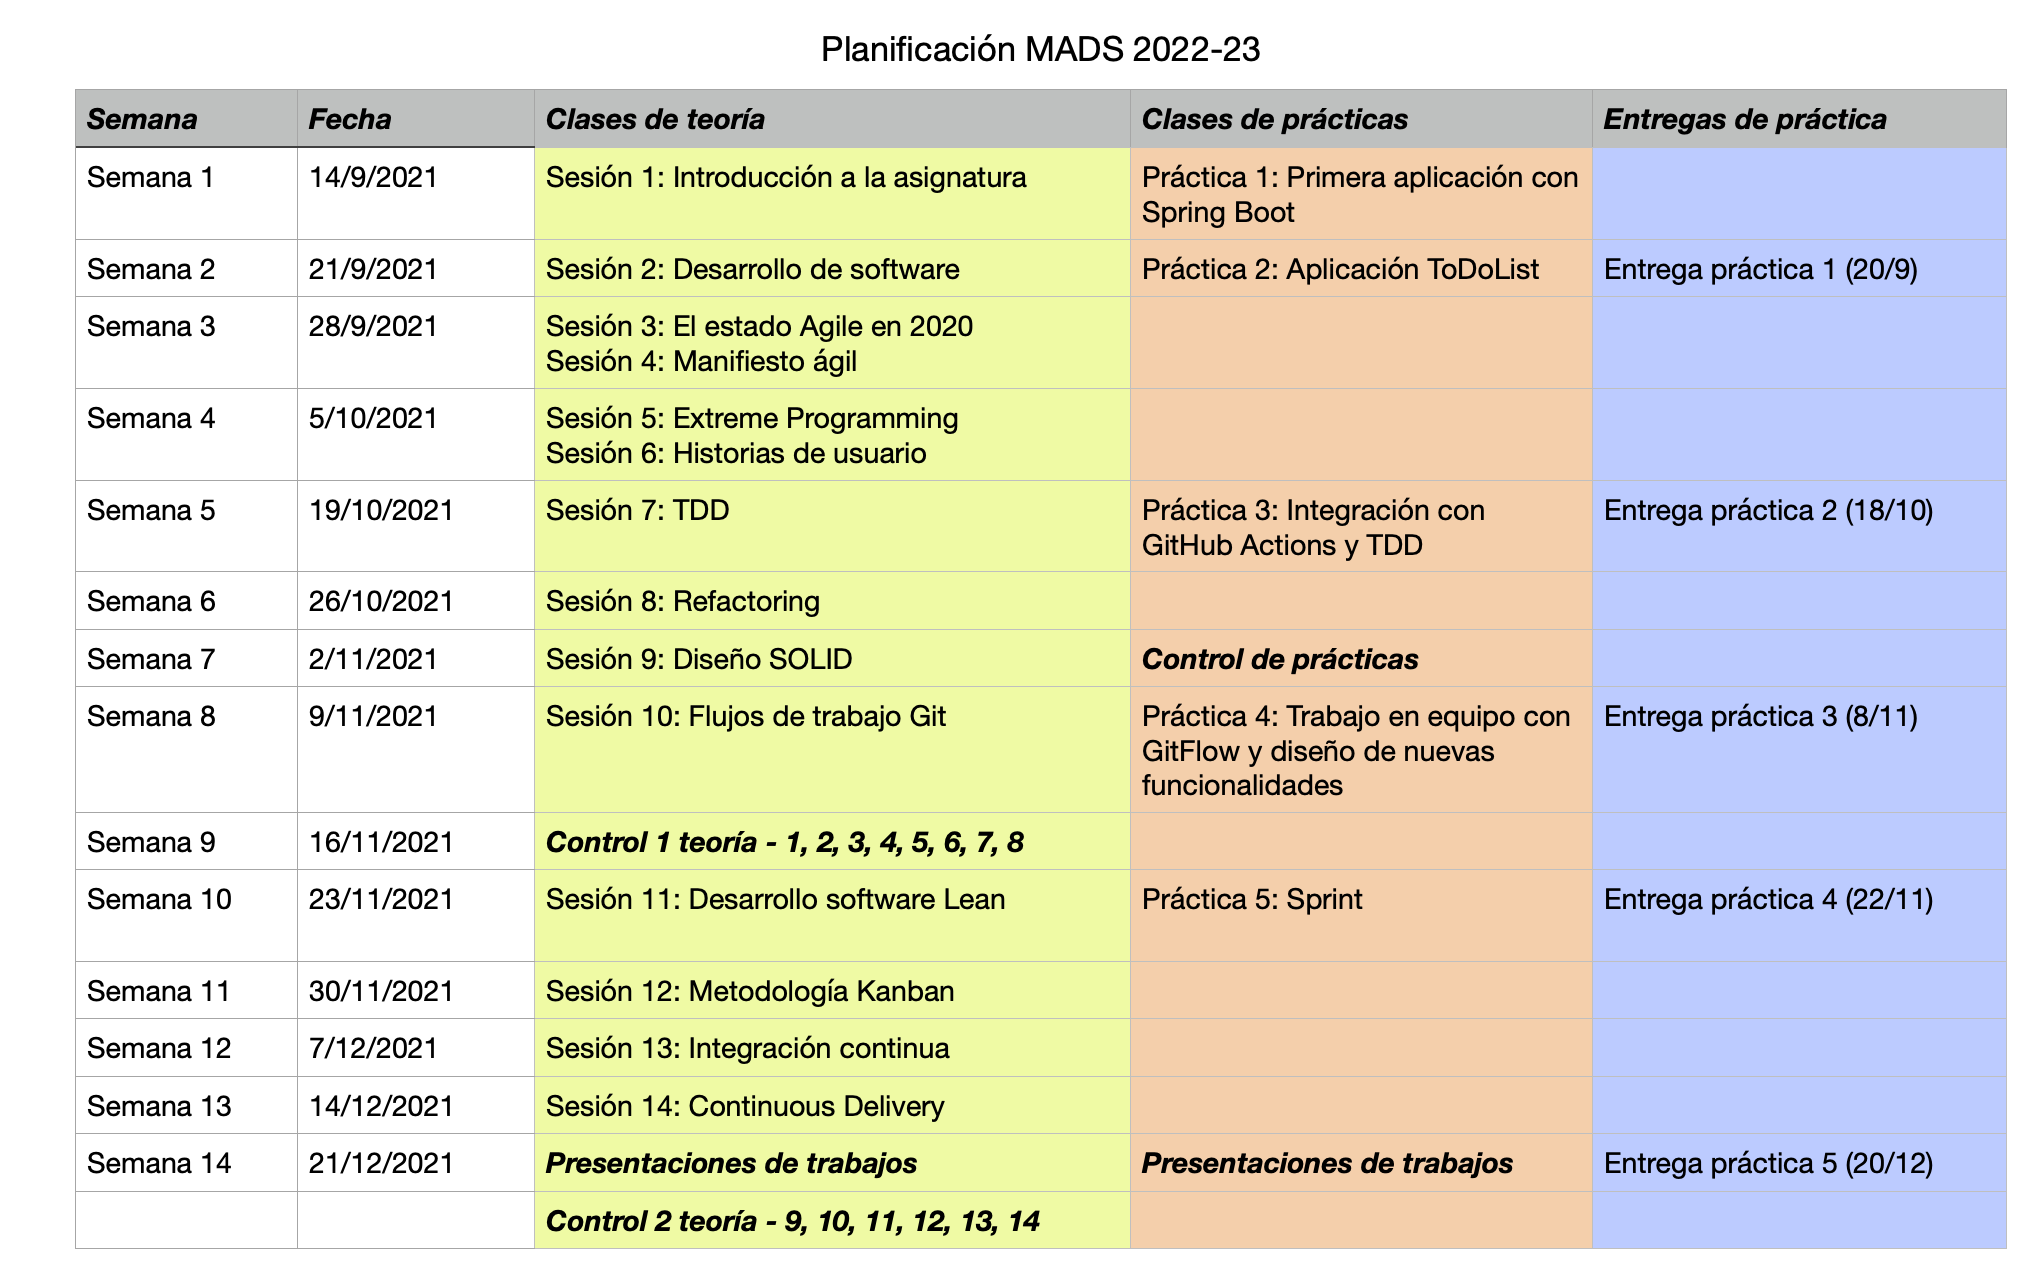 Planificación MADS 2022-23
Semana Fecha Clases de teoría Clases de prácticas Entregas de práctica
Semana 1 14/9/2021 Sesión 1: Introducción a la asignatura Práctica 1: Primera aplicación con
Spring Boot
Semana 2 21/9/2021 Sesión 2: Desarrollo de software Práctica 2: Aplicación ToDoList Entrega práctica 1 (20/9)
Semana 3 28/9/2021 Sesión 3: El estado Agile en 2020
Sesión 4: Manifiesto ágil
Semana 4 5/10/2021 Sesión 5: Extreme Programming
Sesión 6: Historias de usuario
Semana 5 19/10/2021 Sesión 7: TDD Práctica 3: Integración con Entrega práctica 2 (18/10)
GitHub Actions y TDD
Semana 6 26/10/2021 Sesión 8: Refactoring
Semana 7 2/11/2021 Sesión 9: Diseño SOLID Control de prácticas
Semana 8 9/11/2021 Sesión 10: Flujos de trabajo Git Práctica 4: Trabajo en equipo con Entrega práctica 3 (8/11)
GitFlow y diseño de nuevas
funcionalidades
Semana 9 16/11/2021 Control 1 teoría - 1, 2, 3, 4, 5, 6, 7, 8
Semana 10 23/11/2021 Sesión 11: Desarrollo software Lean Práctica 5: Sprint Entrega práctica 4 (22/11)
Semana 11 30/11/2021 Sesión 12: Metodología Kanban
Semana 12 7/12/2021 Sesión 13: Integración continua
Semana 13 14/12/2021 Sesión 14: Continuous Delivery
Semana 14 21/12/2021 Presentaciones de trabajos Presentaciones de trabajos Entrega práctica 5 (20/12)
Control 2 teoría - 9, 10, 11, 12, 13, 14